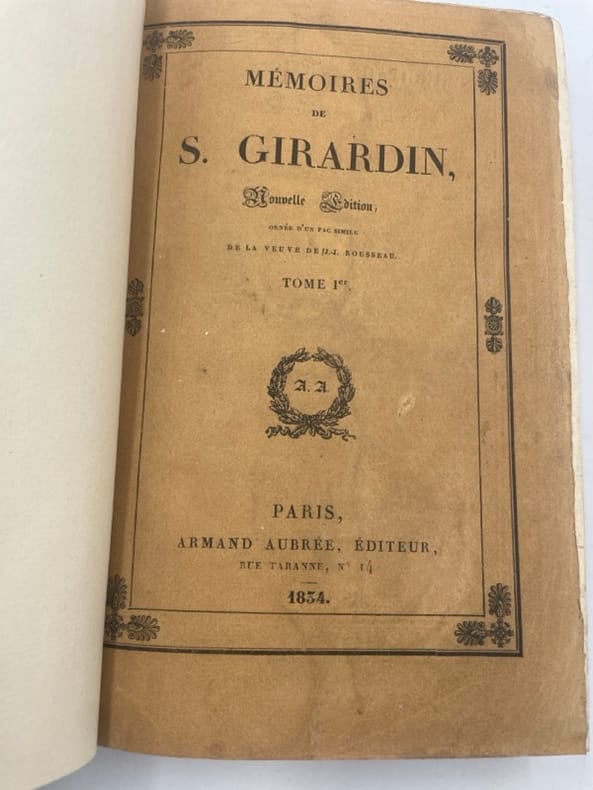 MÉMOIRES
DE
S. GIRARDIN,
Nouvelle Édition,
ORNÉE D'UN FAC SIMILE
DE LA VEUVE DE J.-J. ROUSSEAU.
TOME 1er.
A. A.
PARIS,
ARMAND AUBRÉE, ÉDITEUR,
RUE TARANNE, N° 14
1834.